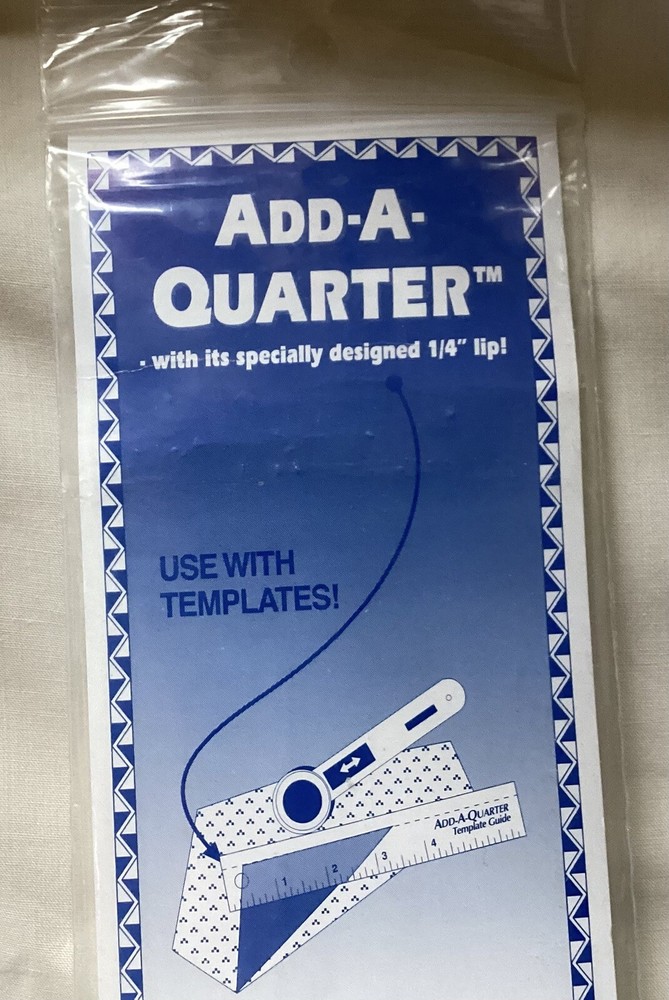 ADD-A-
QUARTER™
- with its specially designed 1/4" lip!
USE WITH
TEMPLATES!
ADD-A-QUARTER
Template Guide
1 2 3 4